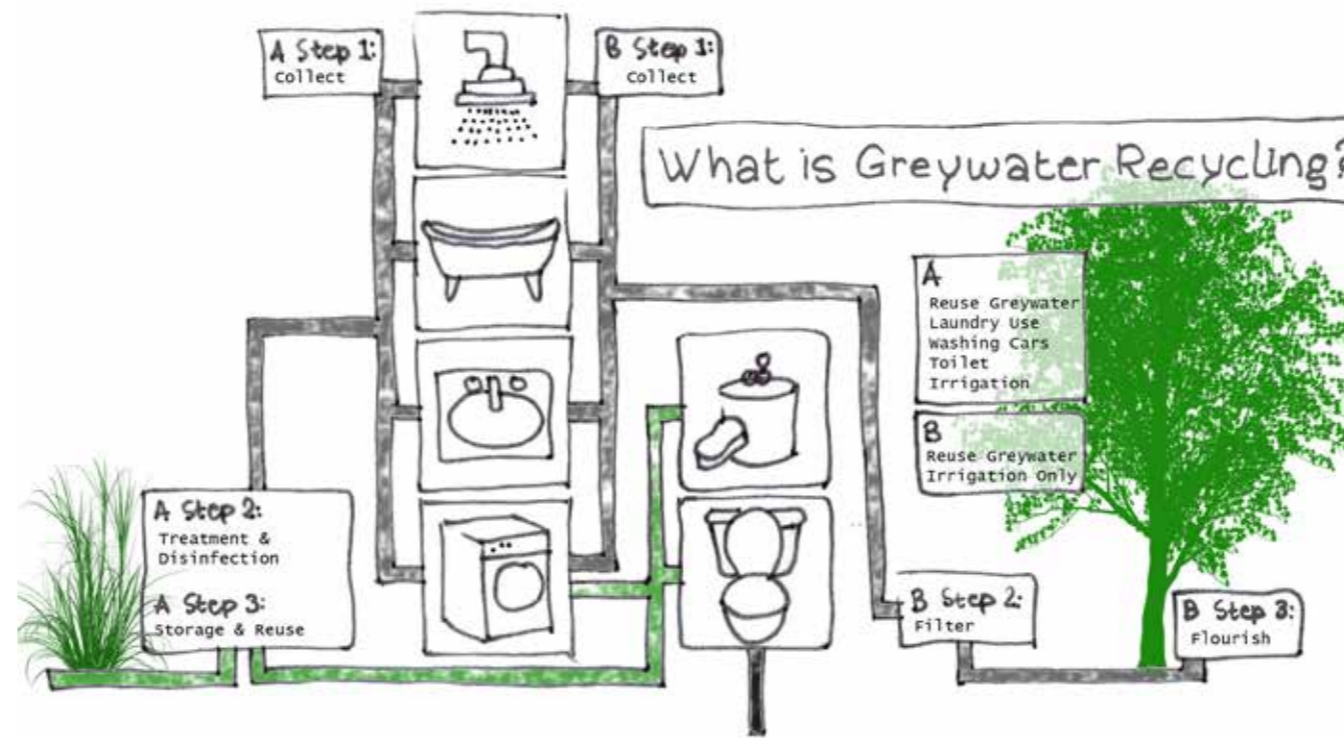 A Step 1:
Collect
B Step 1:
Collect
What is Greywater Recycling?
A
Reuse Greywater
Laundry Use
Washing Cars
Toilet
Irrigation
B
Reuse Greywater
Irrigation Only
A Step 2:
Treatment &
Disinfection
A Step 3:
Storage & Reuse
B Step 2:
Filter
B Step 3:
Flourish